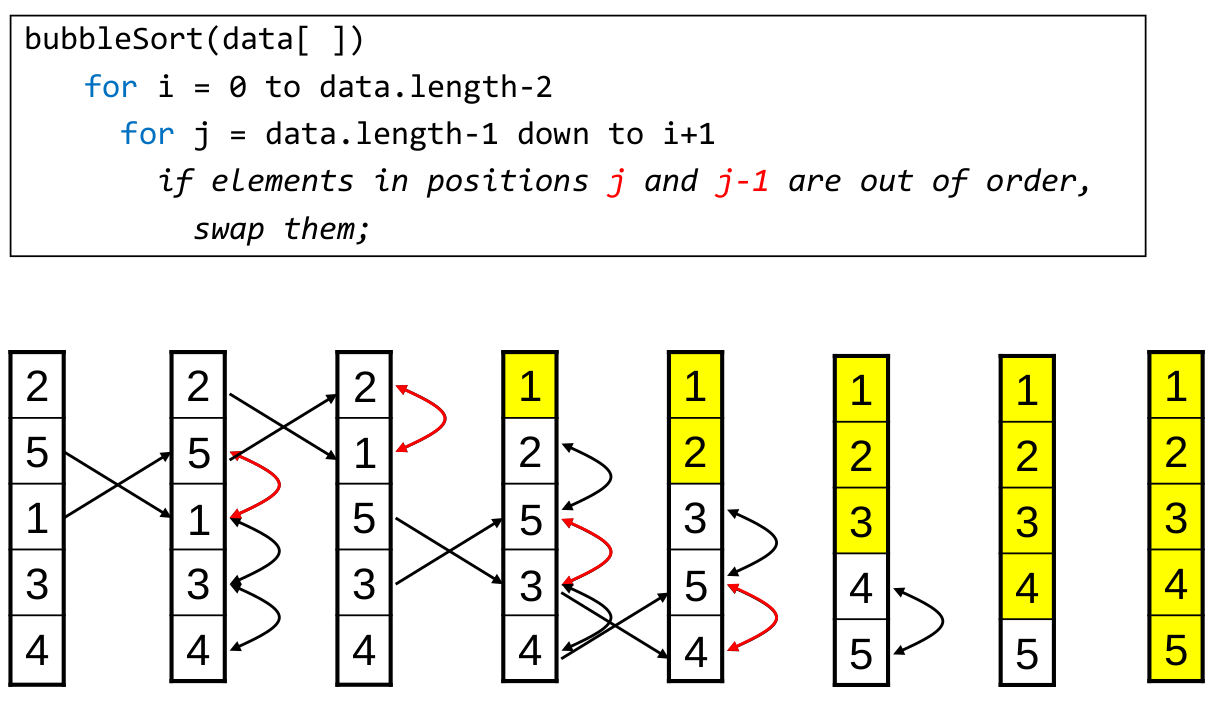 bubbleSort(data[ ])
for i = 0 to data.length-2
for j = data.length-1 down to i+1
if elements in positions j and j-1 are out of order,
swap them;
2 2 2 1 1 1 1 1
5 5 1 2 2 2 2 2
1 1 5 5 3 3 3 3
3 3 3 3 5 4 4 4
4 4 4 4 4 5 5 5